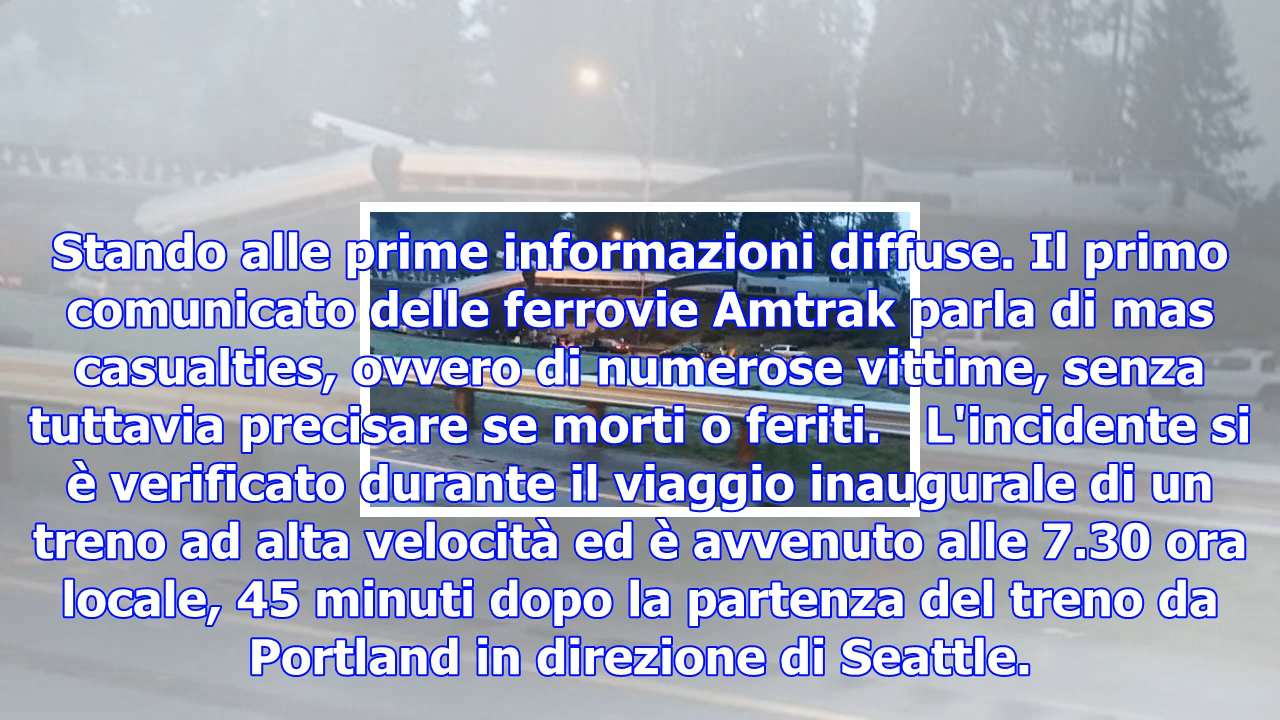 Stando alle prime informazioni diffuse. Il primo
comunicato delle ferrovie Amtrak parla di mas
casualties, ovvero di numerose vittime, senza
tuttavia precisare se morti o feriti.   L'incidente si
è verificato durante il viaggio inaugurale di un
treno ad alta velocità ed è avvenuto alle 7.30 ora
locale, 45 minuti dopo la partenza del treno da
Portland in direzione di Seattle.